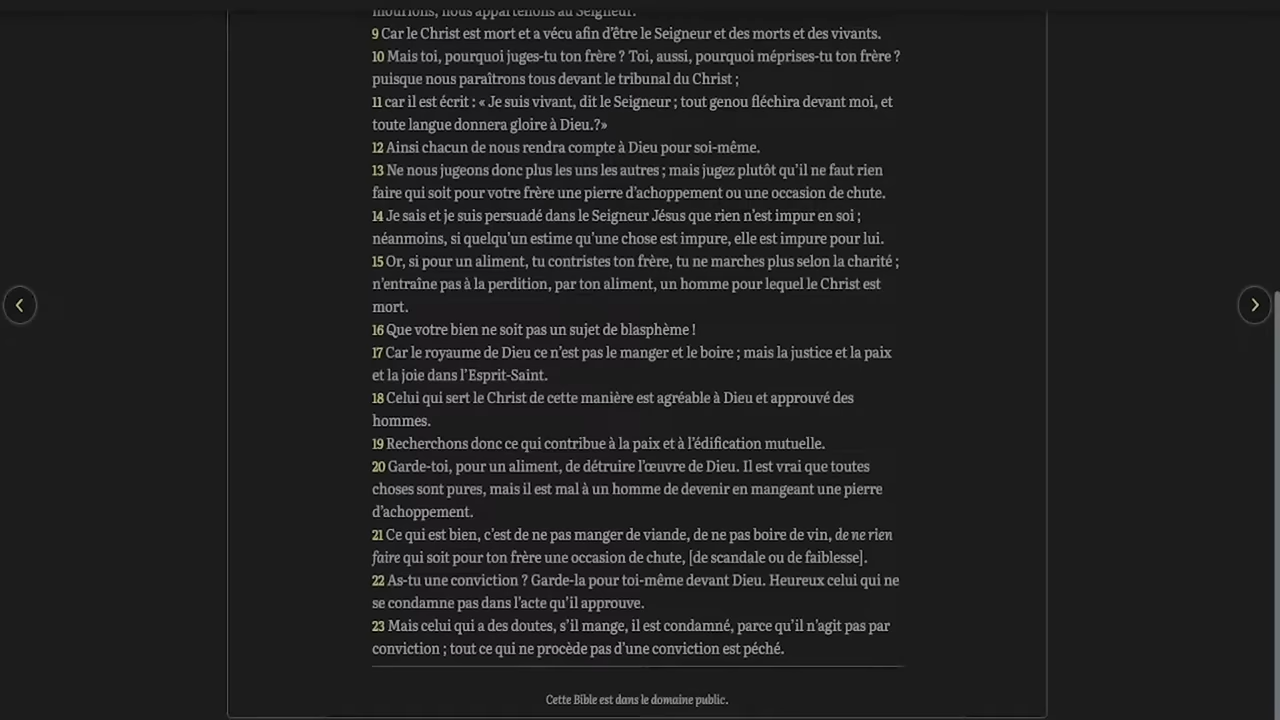 mourions, nous appartenons au Seigneur.
9 Car le Christ est mort et a vécu afin d’être le Seigneur et des morts et des vivants.
10 Mais toi, pourquoi juges-tu ton frère ? Toi, aussi, pourquoi méprises-tu ton frère ?
puisque nous paraîtrons tous devant le tribunal du Christ ;
11 car il est écrit : « Je suis vivant, dit le Seigneur ; tout genou fléchira devant moi, et
toute langue donnera gloire à Dieu.?»
12 Ainsi chacun de nous rendra compte à Dieu pour soi-même.
13 Ne nous jugeons donc plus les uns les autres ; mais jugez plutôt qu’il ne faut rien
faire qui soit pour votre frère une pierre d’achoppement ou une occasion de chute.
14 Je sais et je suis persuadé dans le Seigneur Jésus que rien n’est impur en soi ;
néanmoins, si quelqu’un estime qu’une chose est impure, elle est impure pour lui.
15 Or, si pour un aliment, tu contristes ton frère, tu ne marches plus selon la charité ;
n’entraîne pas à la perdition, par ton aliment, un homme pour lequel le Christ est
mort.
16 Que votre bien ne soit pas un sujet de blasphème !
17 Car le royaume de Dieu ce n’est pas le manger et le boire ; mais la justice et la paix
et la joie dans l’Esprit-Saint.
18 Celui qui sert le Christ de cette manière est agréable à Dieu et approuvé des
hommes.
19 Recherchons donc ce qui contribue à la paix et à l’édification mutuelle.
20 Garde-toi, pour un aliment, de détruire l’œuvre de Dieu. Il est vrai que toutes
choses sont pures, mais il est mal à un homme de devenir en mangeant une pierre
d’achoppement.
21 Ce qui est bien, c’est de ne pas manger de viande, de ne pas boire de vin, de ne rien
faire qui soit pour ton frère une occasion de chute, [de scandale ou de faiblesse].
22 As-tu une conviction ? Garde-la pour toi-même devant Dieu. Heureux celui qui ne
se condamne pas dans l’acte qu’il approuve.
23 Mais celui qui a des doutes, s’il mange, il est condamné, parce qu’il n’agit pas par
conviction ; tout ce qui ne procède pas d’une conviction est péché.
Cette Bible est dans le domaine public.